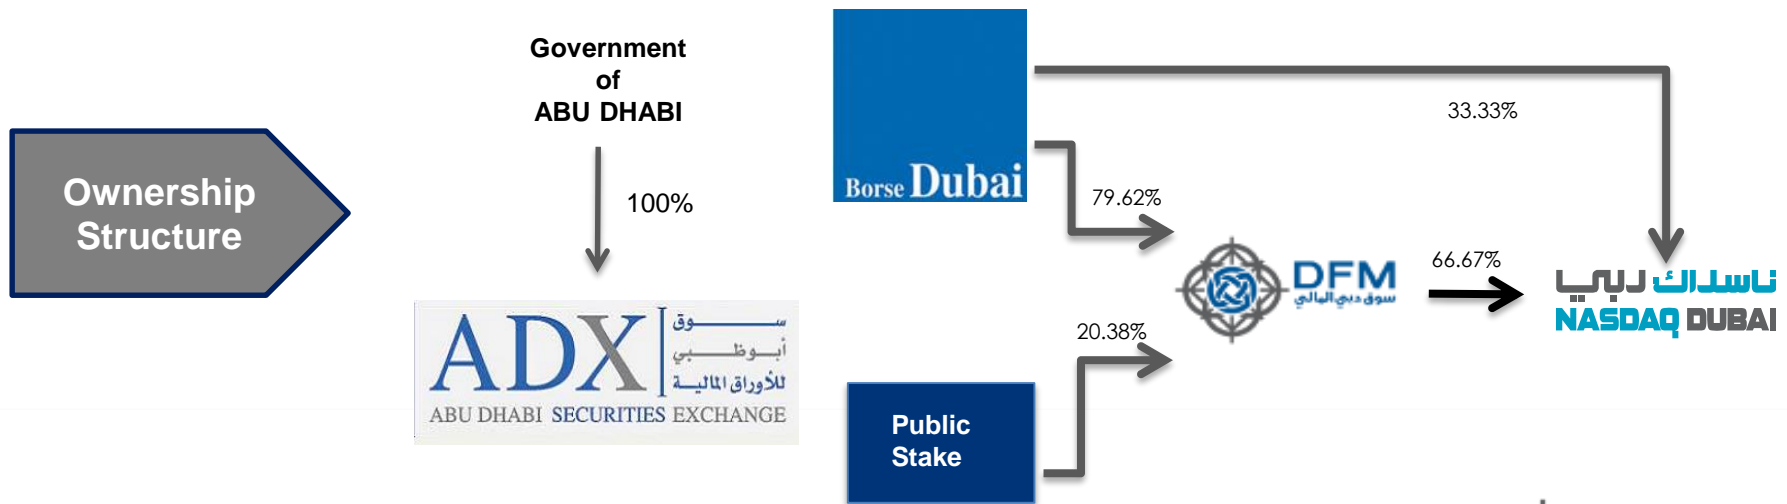 Ownership
Structure
Government
of
ABU DHABI
100%
سوق
أبوظبي
للأوراق المالية
ADX
ABU DHABI SECURITIES EXCHANGE
Borse Dubai
33.33%
79.62%
20.38%
Public
Stake
DFM
سوق دبي المالي
66.67%
ناسداك دبي
NASDAQ DUBAI